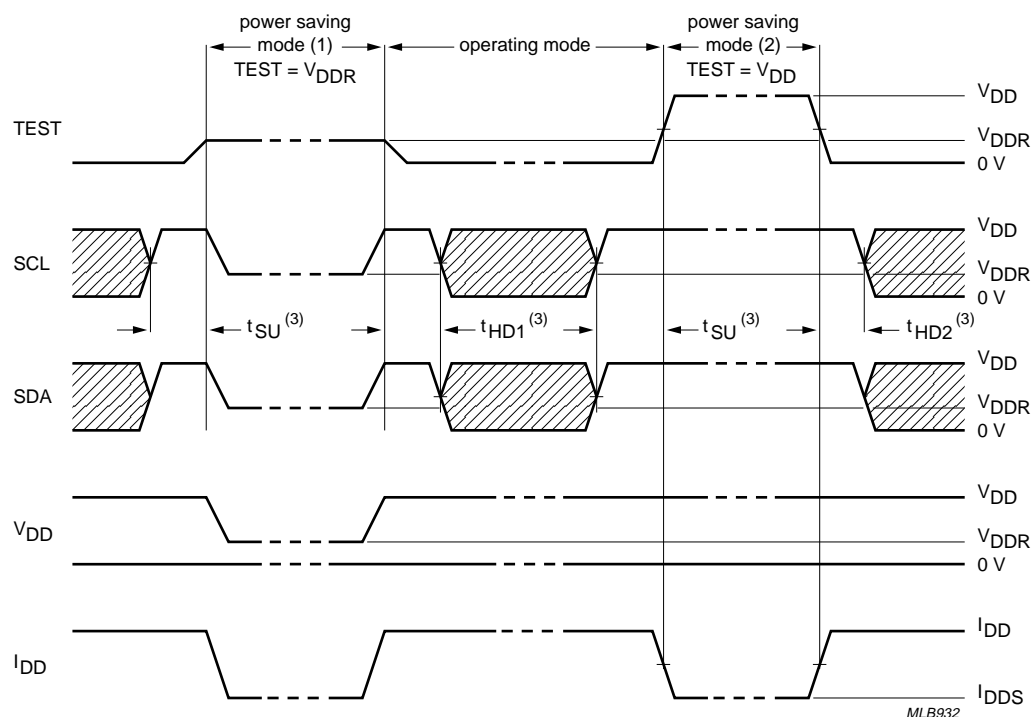 power saving
mode (1)
TEST = VDDR
operating mode
power saving
mode (2)
TEST = VDD
TEST
VDD
VDDR
0 V
SCL
VDD
VDDR
0 V
tSU (3)
tHD1 (3)
tSU (3)
tHD2 (3)
SDA
VDD
VDDR
0 V
VDD
VDD
VDDR
0 V
IDD
IDD
IDDS
MLB932